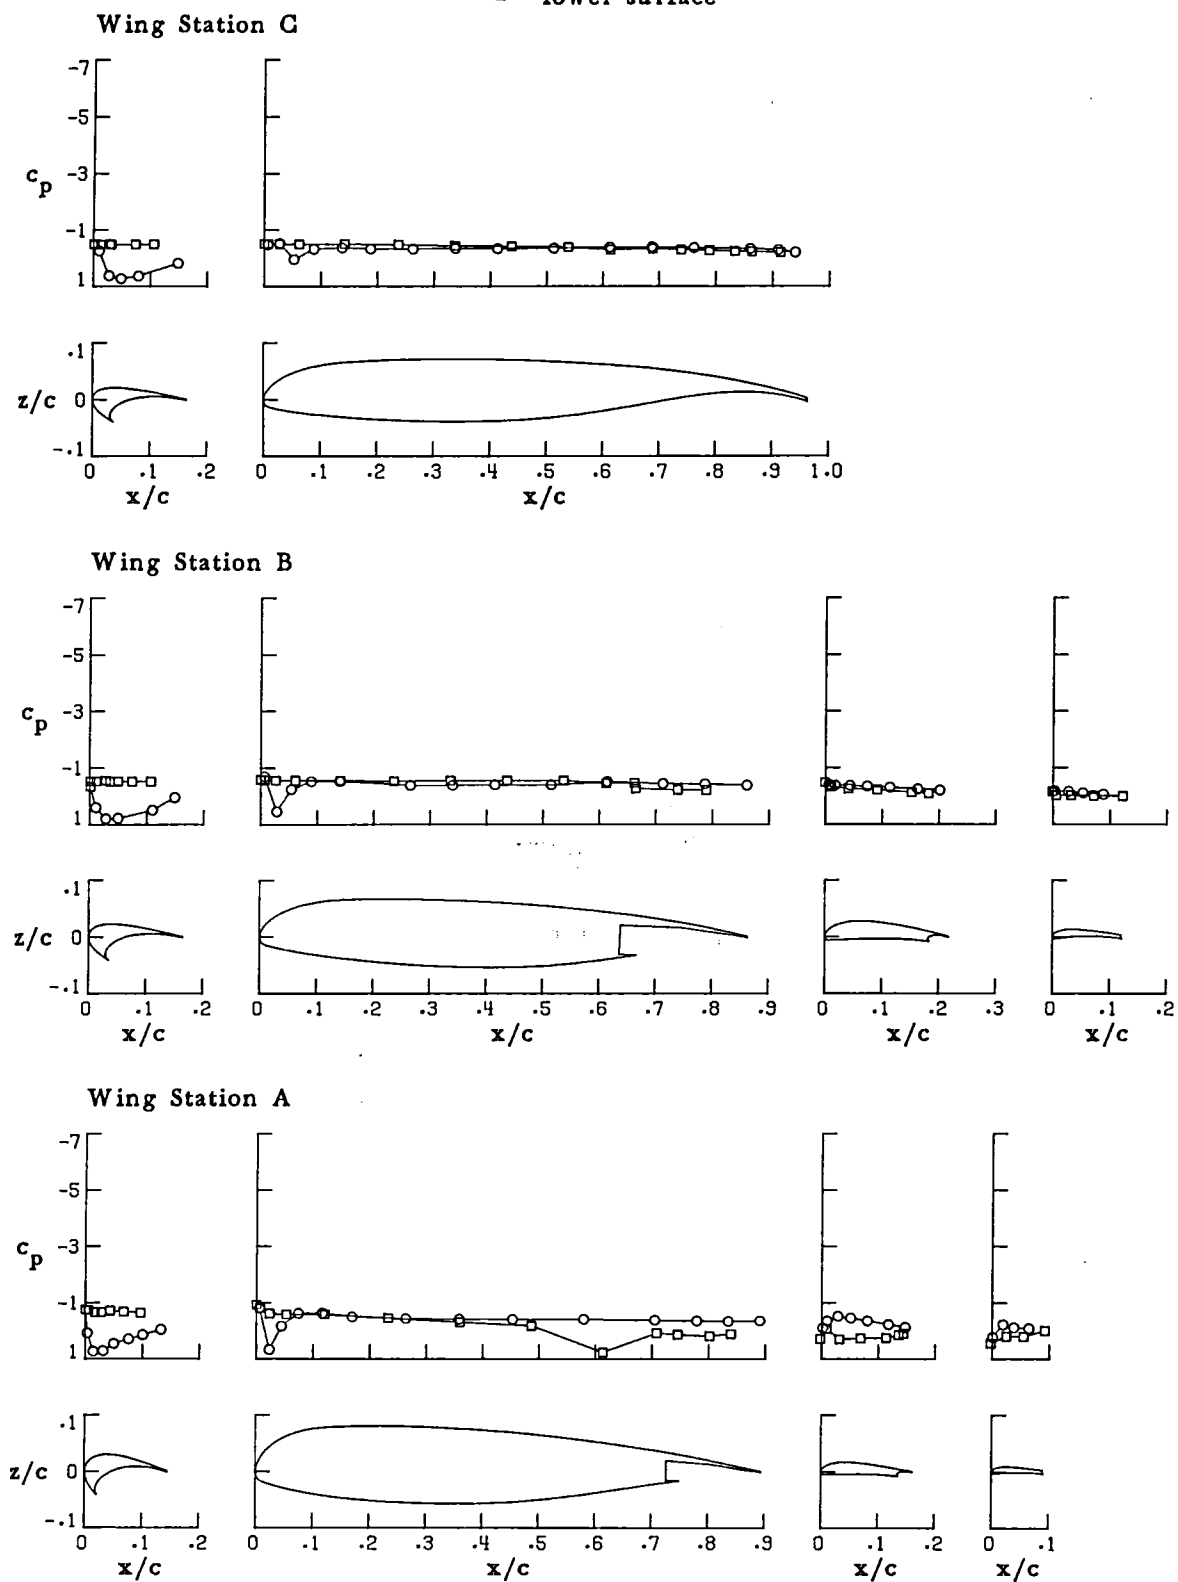 lower surface
Wing Station C
-7
-5
-3
-1
1
c_p
.1
0
-.1
z/c
0 .1 .2
x/c
0 .1 .2 .3 .4 .5 .6 .7 .8 .9 1.0
x/c
Wing Station B
-7
-5
-3
-1
1
c_p
.1
0
-.1
z/c
0 .1 .2
x/c
0 .1 .2 .3 .4 .5 .6 .7 .8 .9
x/c
0 .1 .2 .3
x/c
0 .1 .2
x/c
Wing Station A
-7
-5
-3
-1
1
c_p
.1
0
-.1
z/c
0 .1 .2
x/c
0 .1 .2 .3 .4 .5 .6 .7 .8 .9
x/c
0 .1 .2
x/c
0 .1
x/c